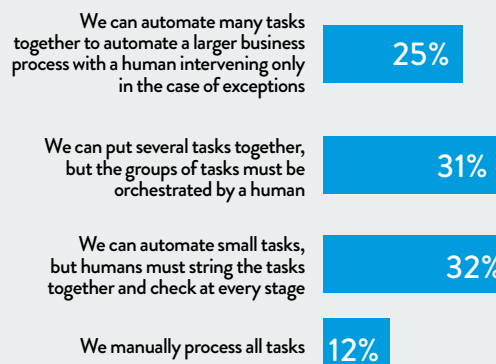 We can automate many tasks
together to automate a larger business
process with a human intervening only
in the case of exceptions
25%
We can put several tasks together,
but the groups of tasks must be
orchestrated by a human
31%
We can automate small tasks,
but humans must string the tasks
together and check at every stage
32%
We manually process all tasks
12%